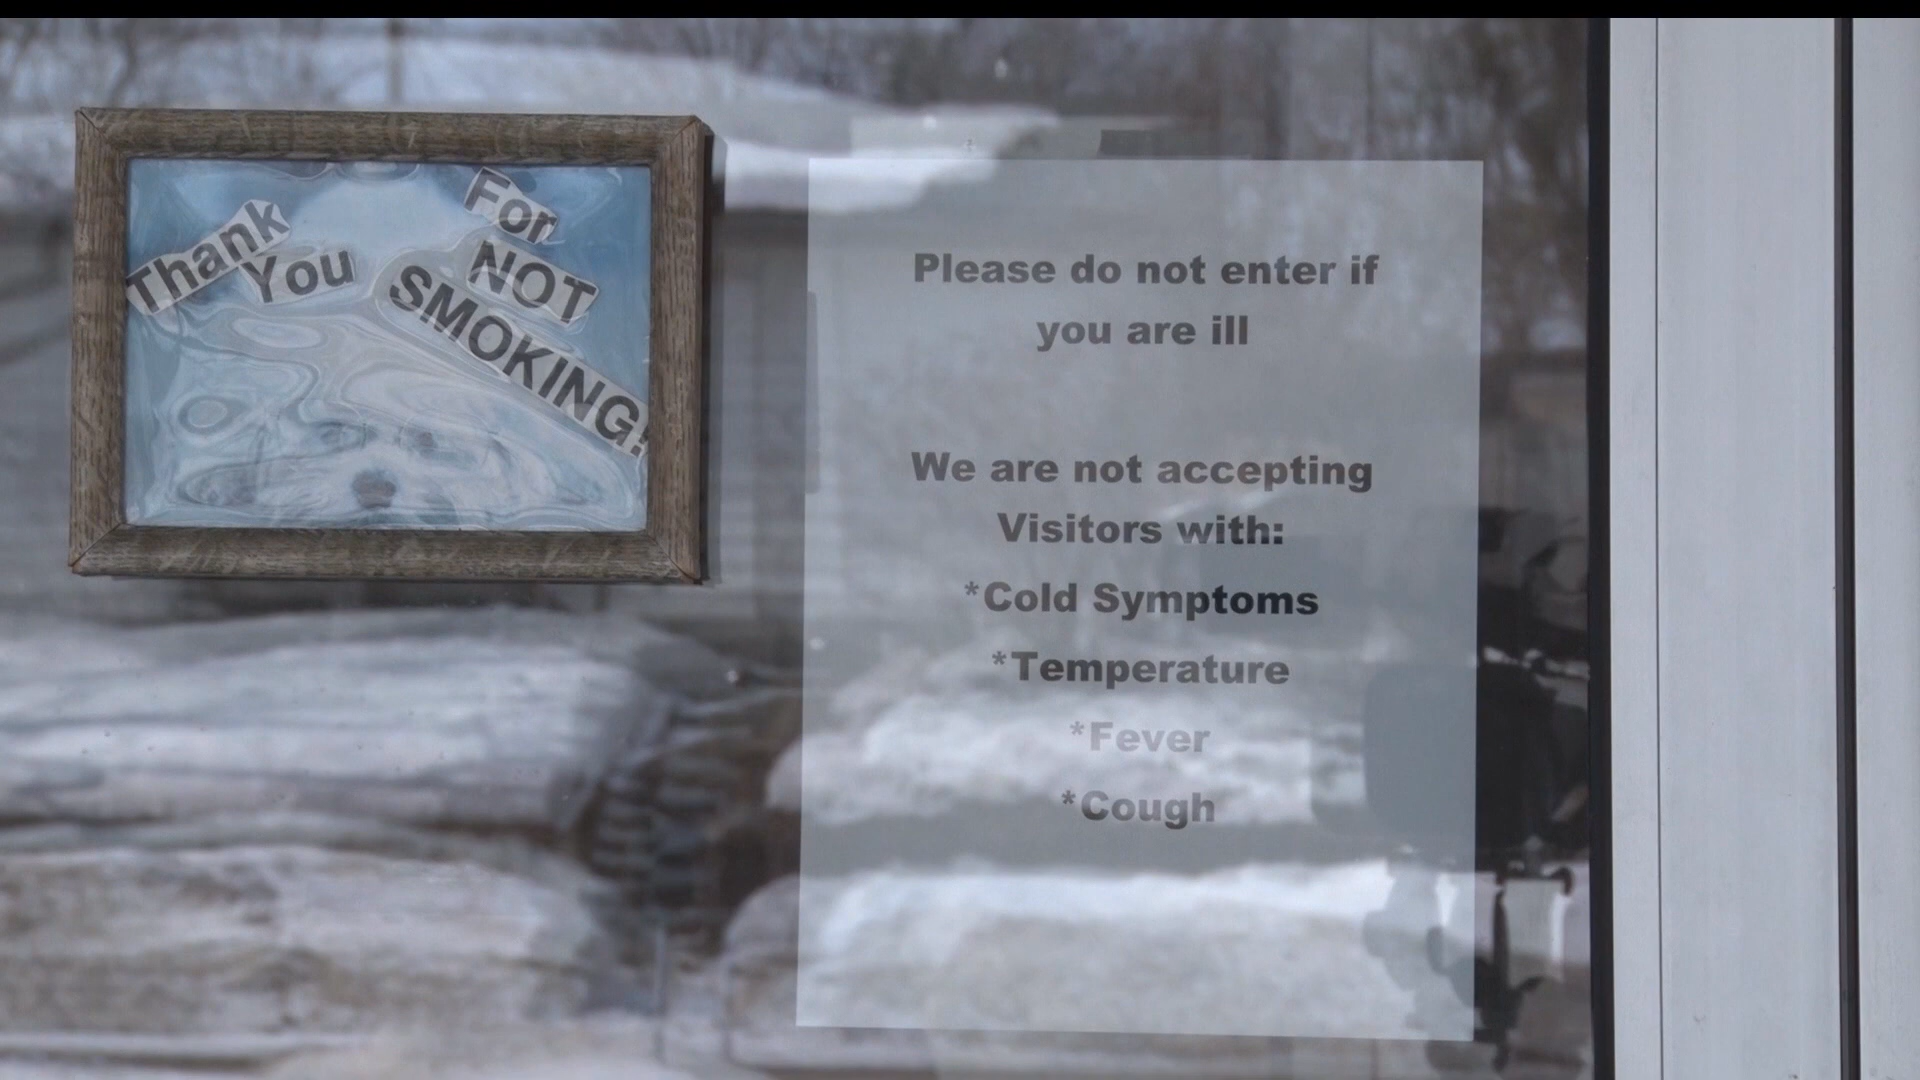 Thank
You
For
NOT
SMOKING!
Please do not enter if
you are ill
We are not accepting
Visitors with:
*Cold Symptoms
*Temperature
*Fever
*Cough